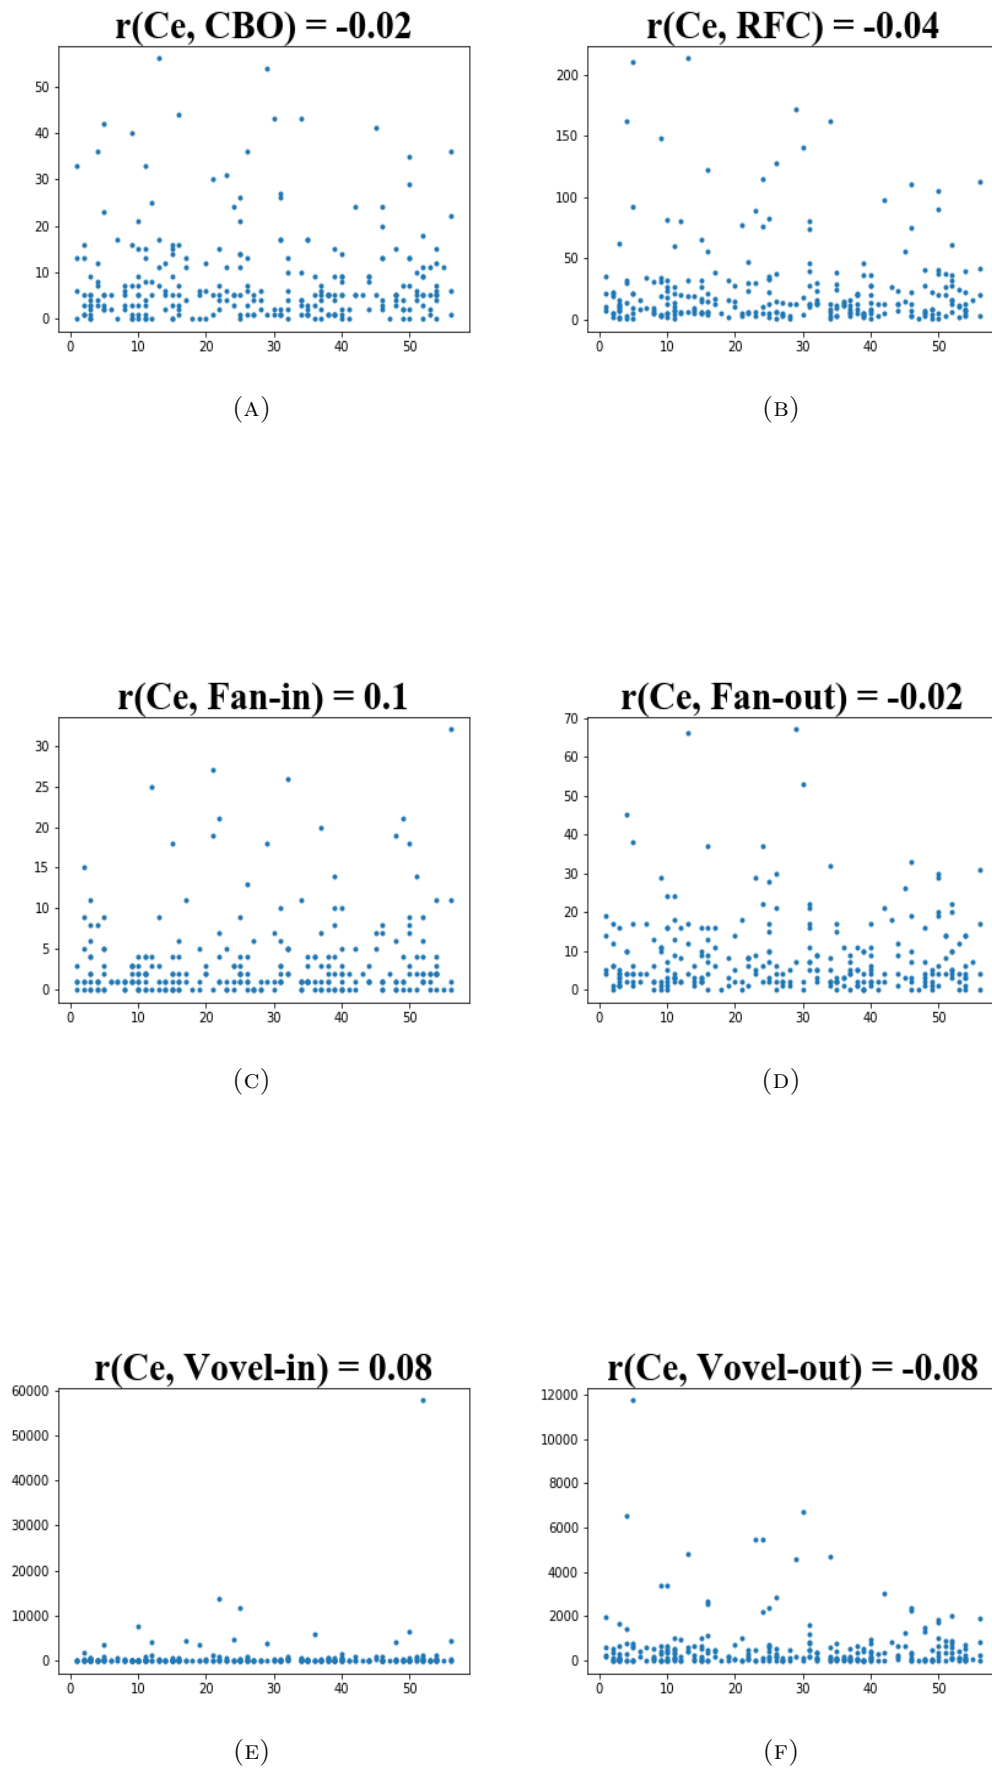 r(Ce, CBO) = -0.02
50
40
30
20
10
0
0 10 20 30 40 50
(A)
r(Ce, RFC) = -0.04
200
150
100
50
0
0 10 20 30 40 50
(B)
r(Ce, Fan-in) = 0.1
30
25
20
15
10
5
0
0 10 20 30 40 50
(C)
r(Ce, Fan-out) = -0.02
70
60
50
40
30
20
10
0
0 10 20 30 40 50
(D)
r(Ce, Vovel-in) = 0.08
60000
50000
40000
30000
20000
10000
0
0 10 20 30 40 50
(E)
r(Ce, Vovel-out) = -0.08
12000
10000
8000
6000
4000
2000
0
0 10 20 30 40 50
(F)